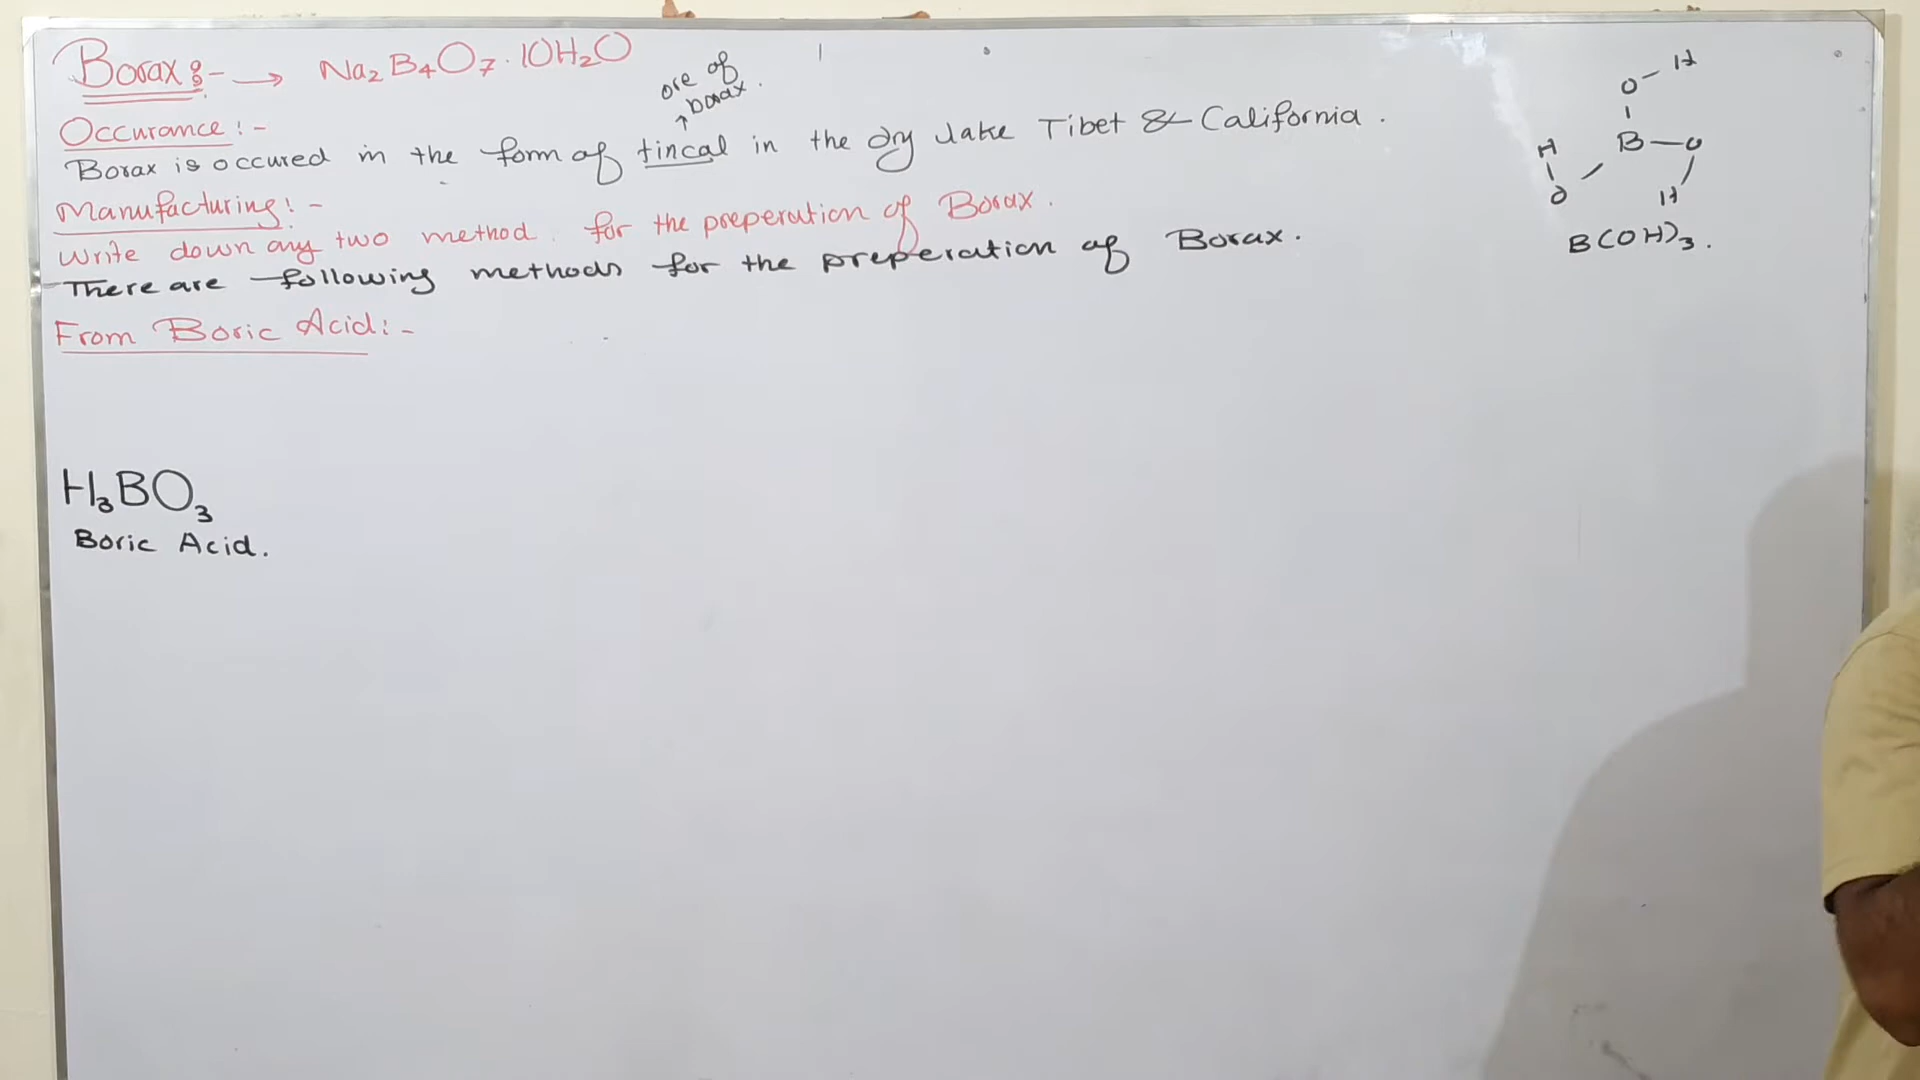 Borax :- → Na2B4O7.10H2O
ore of
borax.
Occurance :-
Borax is occured in the form of tincal in the dry lake Tibet & California.
Manufacturing :-
Write down any two method for the preperation of Borax.
There are following methods for the preperation of Borax.
From Boric Acid :-
H3BO3
Boric Acid.
O - H
H B - O
O H
B(OH)3.